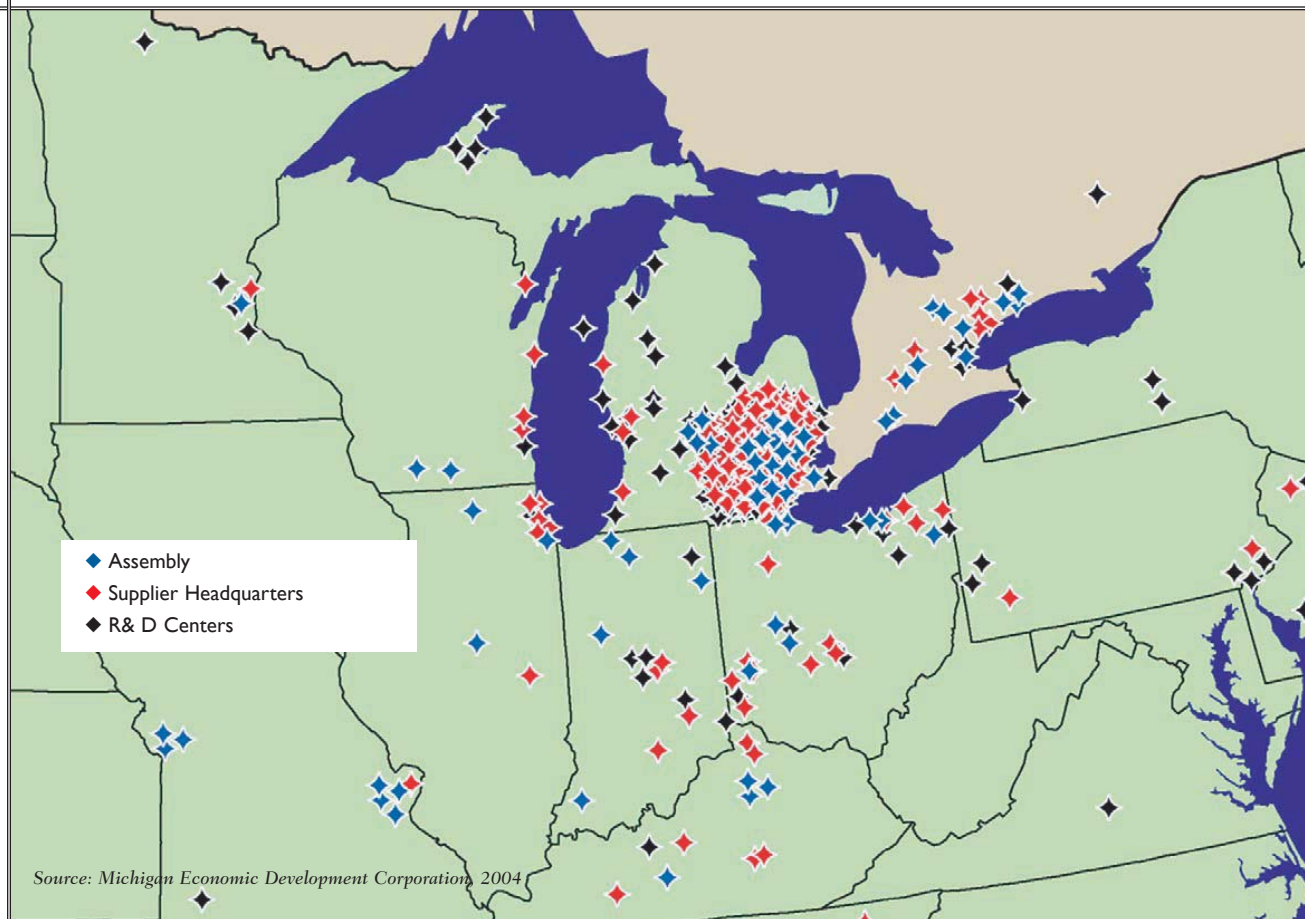 Assembly
Supplier Headquarters
R& D Centers
Source: Michigan Economic Development Corporation, 2004